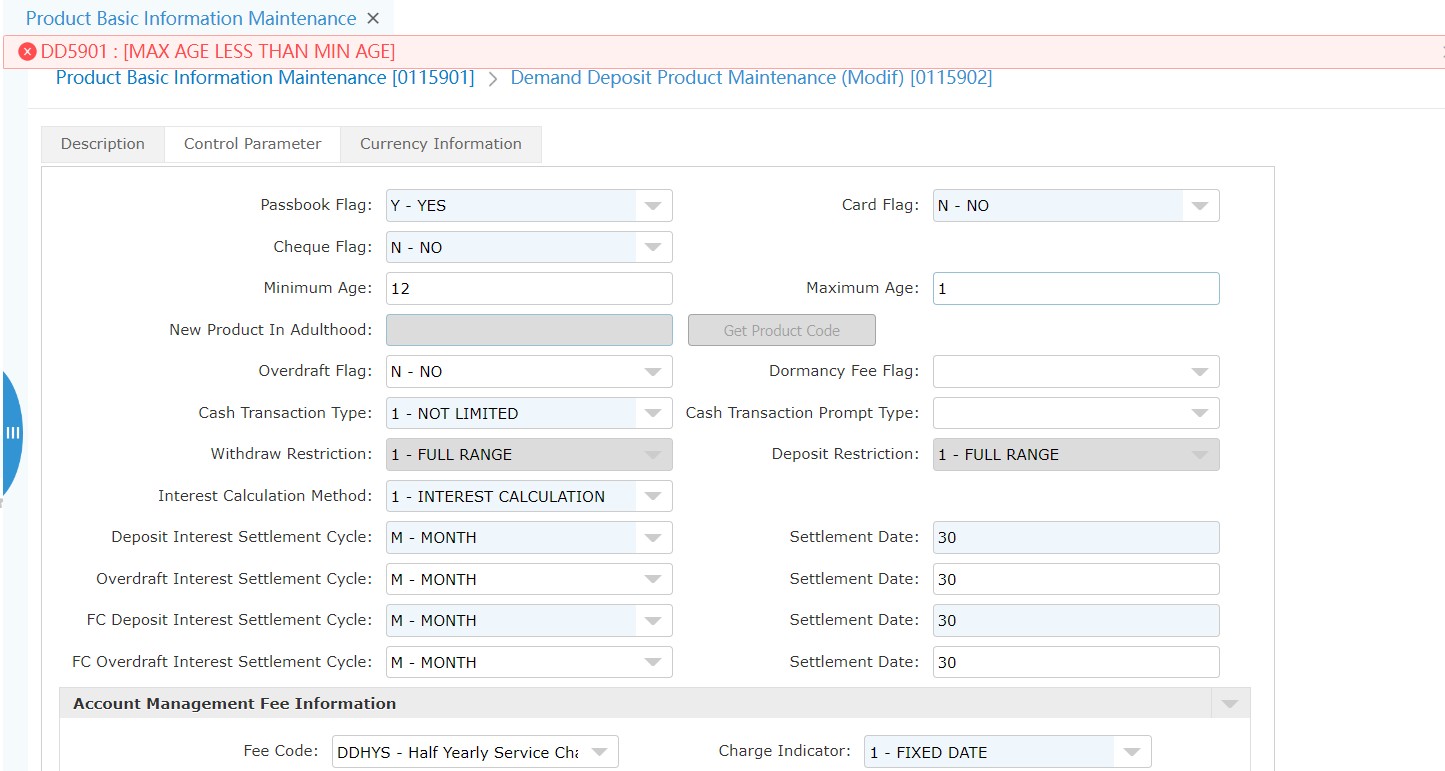 Product Basic Information Maintenance
DD5901 : [MAX AGE LESS THAN MIN AGE]
Product Basic Information Maintenance [0115901] > Demand Deposit Product Maintenance (Modif) [0115902]
Description Control Parameter Currency Information
Passbook Flag: Y - YES Card Flag: N - NO
Cheque Flag: N - NO
Minimum Age: 12 Maximum Age: 1
New Product In Adulthood: Get Product Code
Overdraft Flag: N - NO Dormancy Fee Flag:
Cash Transaction Type: 1 - NOT LIMITED Cash Transaction Prompt Type:
Withdraw Restriction: 1 - FULL RANGE Deposit Restriction: 1 - FULL RANGE
Interest Calculation Method: 1 - INTEREST CALCULATION
Deposit Interest Settlement Cycle: M - MONTH Settlement Date: 30
Overdraft Interest Settlement Cycle: M - MONTH Settlement Date: 30
FC Deposit Interest Settlement Cycle: M - MONTH Settlement Date: 30
FC Overdraft Interest Settlement Cycle: M - MONTH Settlement Date: 30
Account Management Fee Information
Fee Code: DDHYS - Half Yearly Service Cha Charge Indicator: 1 - FIXED DATE